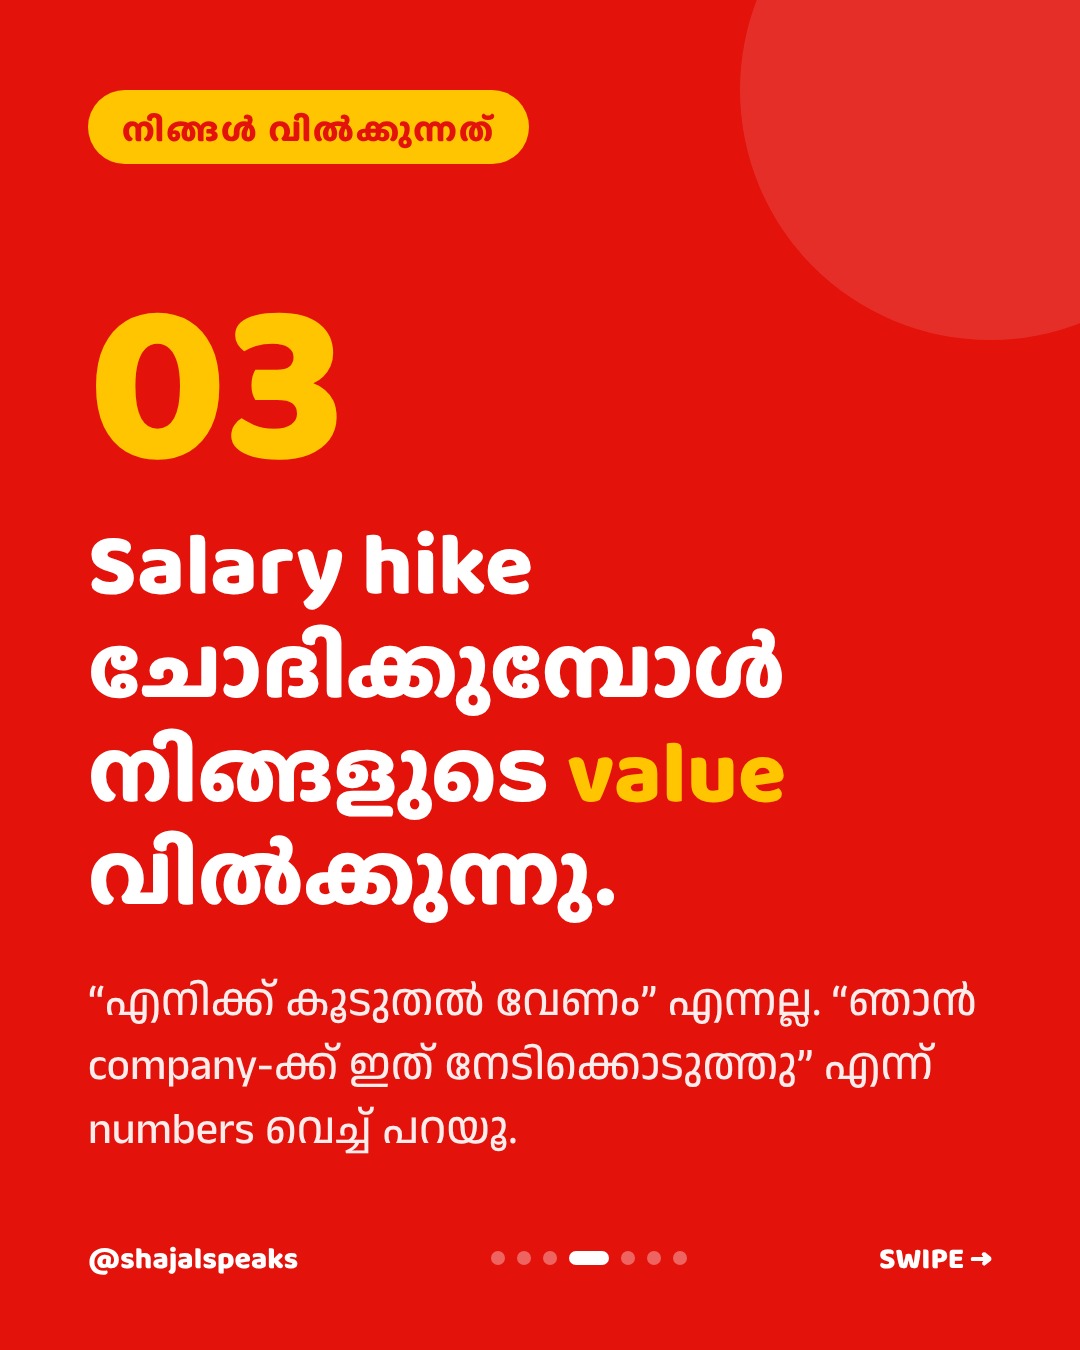 നിങ്ങൾ വിൽക്കുന്നത്
03
Salary hike
ചോദിക്കുമ്പോൾ
നിങ്ങളുടെ value
വിൽക്കുന്നു.
“എനിക്ക് കൂടുതൽ വേണം” എന്നല്ല. “ഞാൻ
company-ക്ക് ഇത് നേടിക്കൊടുത്തു” എന്ന്
numbers വെച്ച് പറയൂ.
@shajalspeaks
SWIPE →